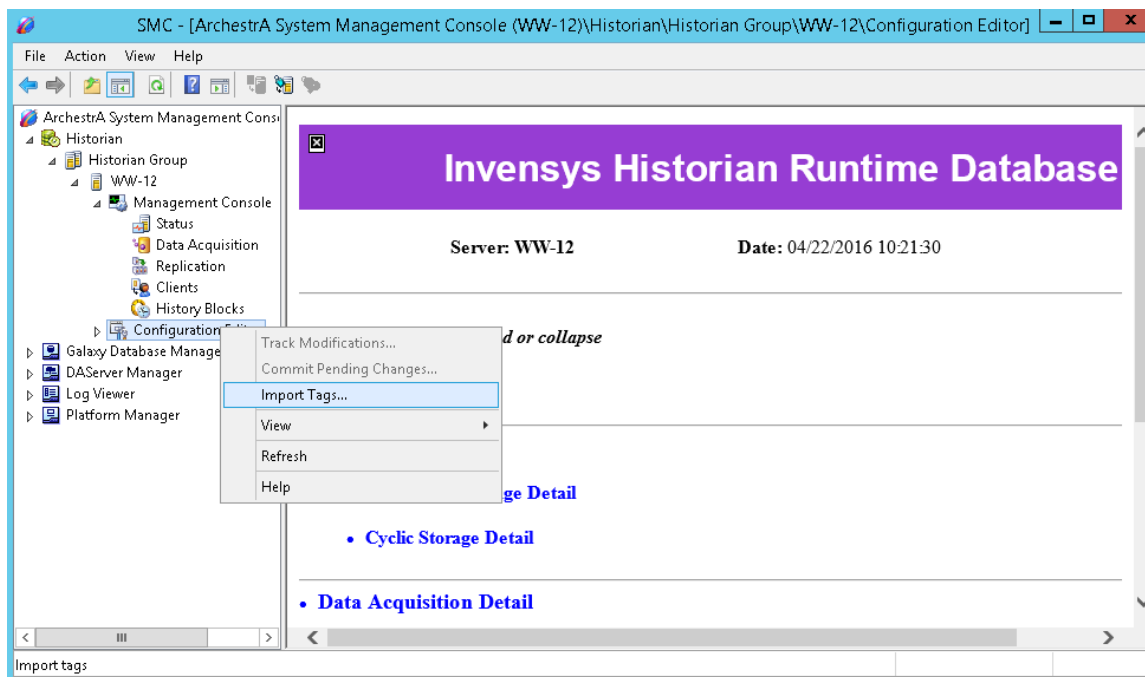 SMC - [ArchestrA System Management Console (WW-12)\Historian\Historian Group\WW-12\Configuration Editor]
File Action View Help
ArchestrA System Management Cons
Historian
Historian Group
WW-12
Management Console
Status
Data Acquisition
Replication
Clients
History Blocks
Configuration
Galaxy Database Manage
DAServer Manager
Log Viewer
Platform Manager
Track Modifications...
Commit Pending Changes...
Import Tags...
View
Refresh
Help
Invensys Historian Runtime Database
Server: WW-12 Date: 04/22/2016 10:21:30
d or collapse
ge Detail
• Cyclic Storage Detail
• Data Acquisition Detail
Import tags